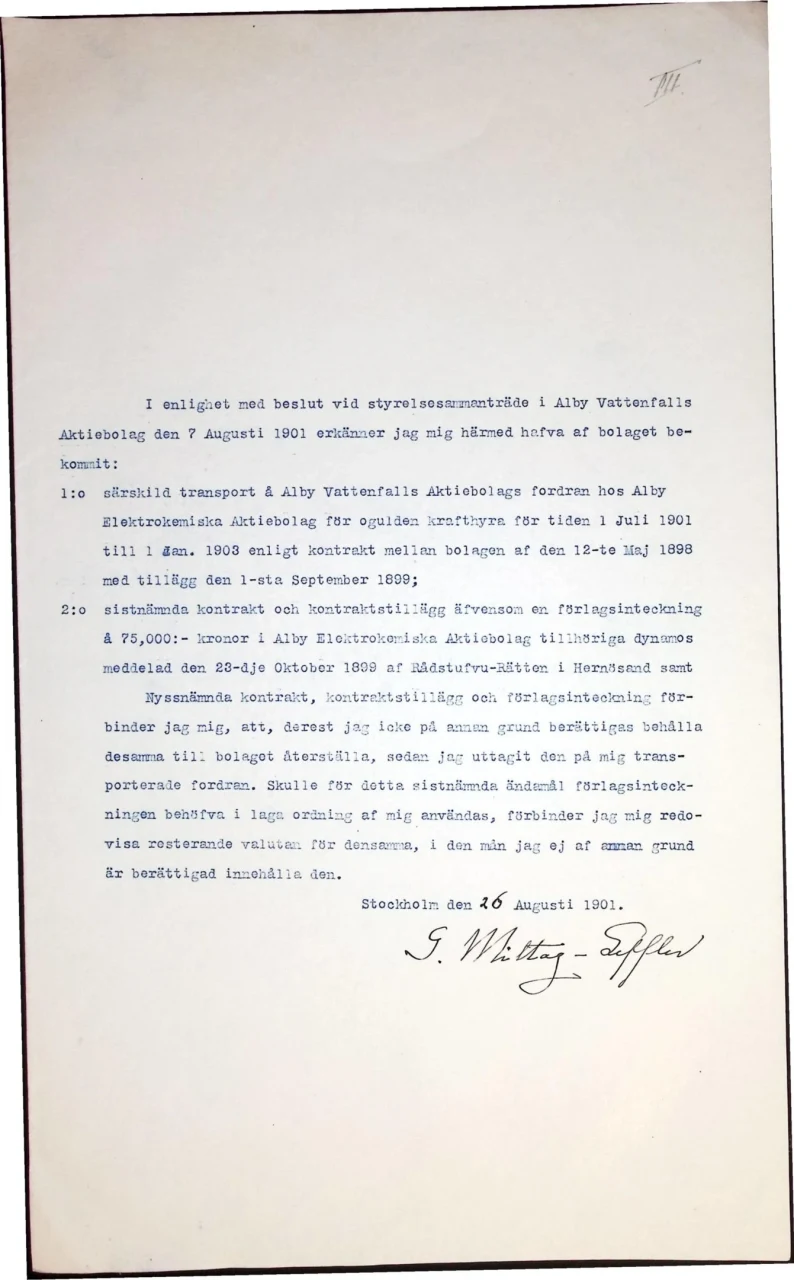 III.
I enlighet med beslut vid styrelsesammanträde i Alby Vattenfalls
Aktiebolag den 7 Augusti 1901 erkänner jag mig härmed hafva af bolaget be-
kommit:
1:o särskild transport å Alby Vattenfalls Aktiebolags fordran hos Alby
Elektrokemiska Aktiebolag för ogulden krafthyra för tiden 1 Juli 1901
till 1 Jan. 1903 enligt kontrakt mellan bolagen af den 12-te Maj 1898
med tillägg den 1-sta September 1899;
2:o sistnämnda kontrakt och kontraktstillägg äfvensom en förlagsinteckning
å 75,000:- kronor i Alby Elektrokemiska Aktiebolag tillhöriga dynamos
meddelad den 23-dje Oktober 1899 af Rådstufvu-Rätten i Hernösand samt
Nyssnämnda kontrakt, kontraktstillägg och förlagsinteckning för-
binder jag mig, att, derest jag icke på annan grund berättigas behålla
desamma till bolaget återställa, sedan jag uttagit den på mig trans-
porterade fordran. Skulle för detta sistnämnda ändamål förlagsinteck-
ningen behöfva i laga ordning af mig användas, förbinder jag mig redo-
visa resterande valutan för densamma, i den mån jag ej af annan grund
är berättigad innehålla den.
Stockholm den 26 Augusti 1901.
G. Mittag-Leffler